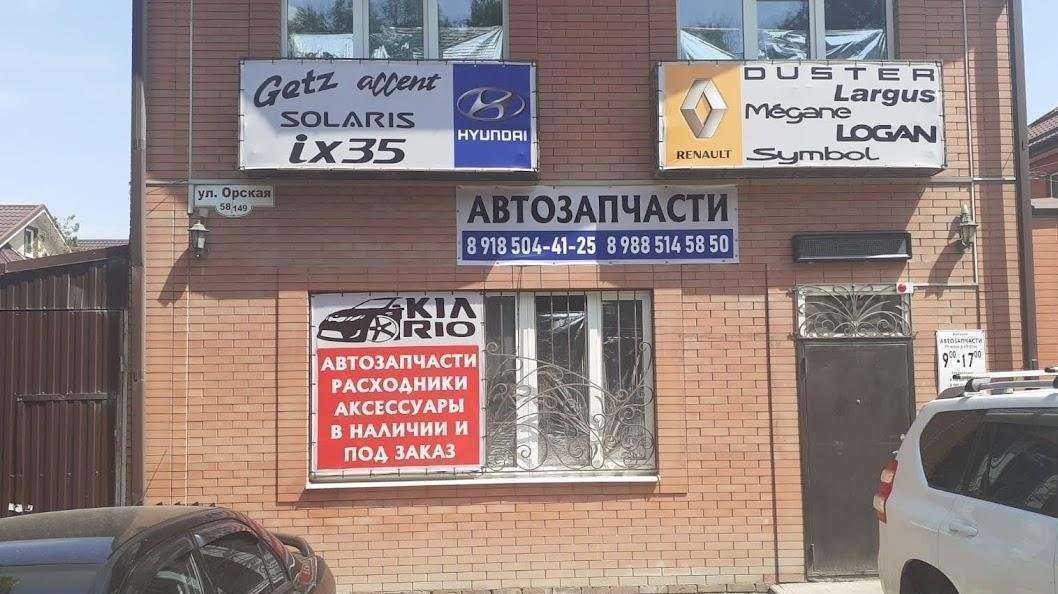 Getz accent
SOLARIS
ix35
HYUNDAI
RENAULT
DUSTER
Largus
Mégane
LOGAN
Symbol
ул. Орская
58/149
АВТОЗАПЧАСТИ
8 918 504-41-25 8 988 514 58 50
KIA
RIO
АВТОЗАПЧАСТИ
РАСХОДНИКИ
АКСЕССУАРЫ
В НАЛИЧИИ И
ПОД ЗАКАЗ
АВТОЗАПЧАСТИ
9⁰⁰-17⁰⁰